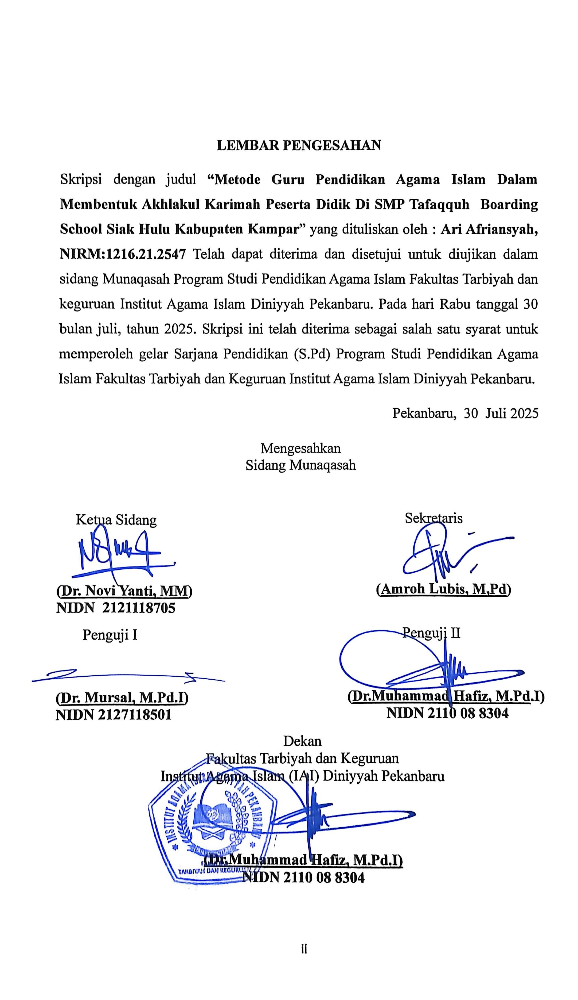 LEMBAR PENGESAHAN
Skripsi dengan judul “Metode Guru Pendidikan Agama Islam Dalam
Membentuk Akhlakul Karimah Peserta Didik Di SMP Tafaqquh Boarding
School Siak Hulu Kabupaten Kampar” yang dituliskan oleh : Ari Afriansyah,
NIRM:1216.21.2547 Telah dapat diterima dan disetujui untuk diujikan dalam
sidang Munaqasah Program Studi Pendidikan Agama Islam Fakultas Tarbiyah dan
keguruan Institut Agama Islam Diniyyah Pekanbaru. Pada hari Rabu tanggal 30
bulan juli, tahun 2025. Skripsi ini telah diterima sebagai salah satu syarat untuk
memperoleh gelar Sarjana Pendidikan (S.Pd) Program Studi Pendidikan Agama
Islam Fakultas Tarbiyah dan Keguruan Institut Agama Islam Diniyyah Pekanbaru.
Pekanbaru, 30 Juli 2025
Mengesahkan
Sidang Munaqasah
Ketua Sidang
Sekretaris
(Dr. Novi Yanti, MM)
NIDN 2121118705
(Amroh Lubis, M,Pd)
Penguji I
Penguji II
(Dr. Mursal, M.Pd.I)
NIDN 2127118501
(Dr.Muhammad Hafiz, M.Pd.I)
NIDN 2110 08 8304
Dekan
Fakultas Tarbiyah dan Keguruan
Institut Agama Islam (IAI) Diniyyah Pekanbaru
INSTITUT AGAMA ISLAM DINIYYAH PEKANBARU
TARBIYAH DAN KEGURUAN
(Dr.Muhammad Hafiz, M.Pd.I)
NIDN 2110 08 8304
ii